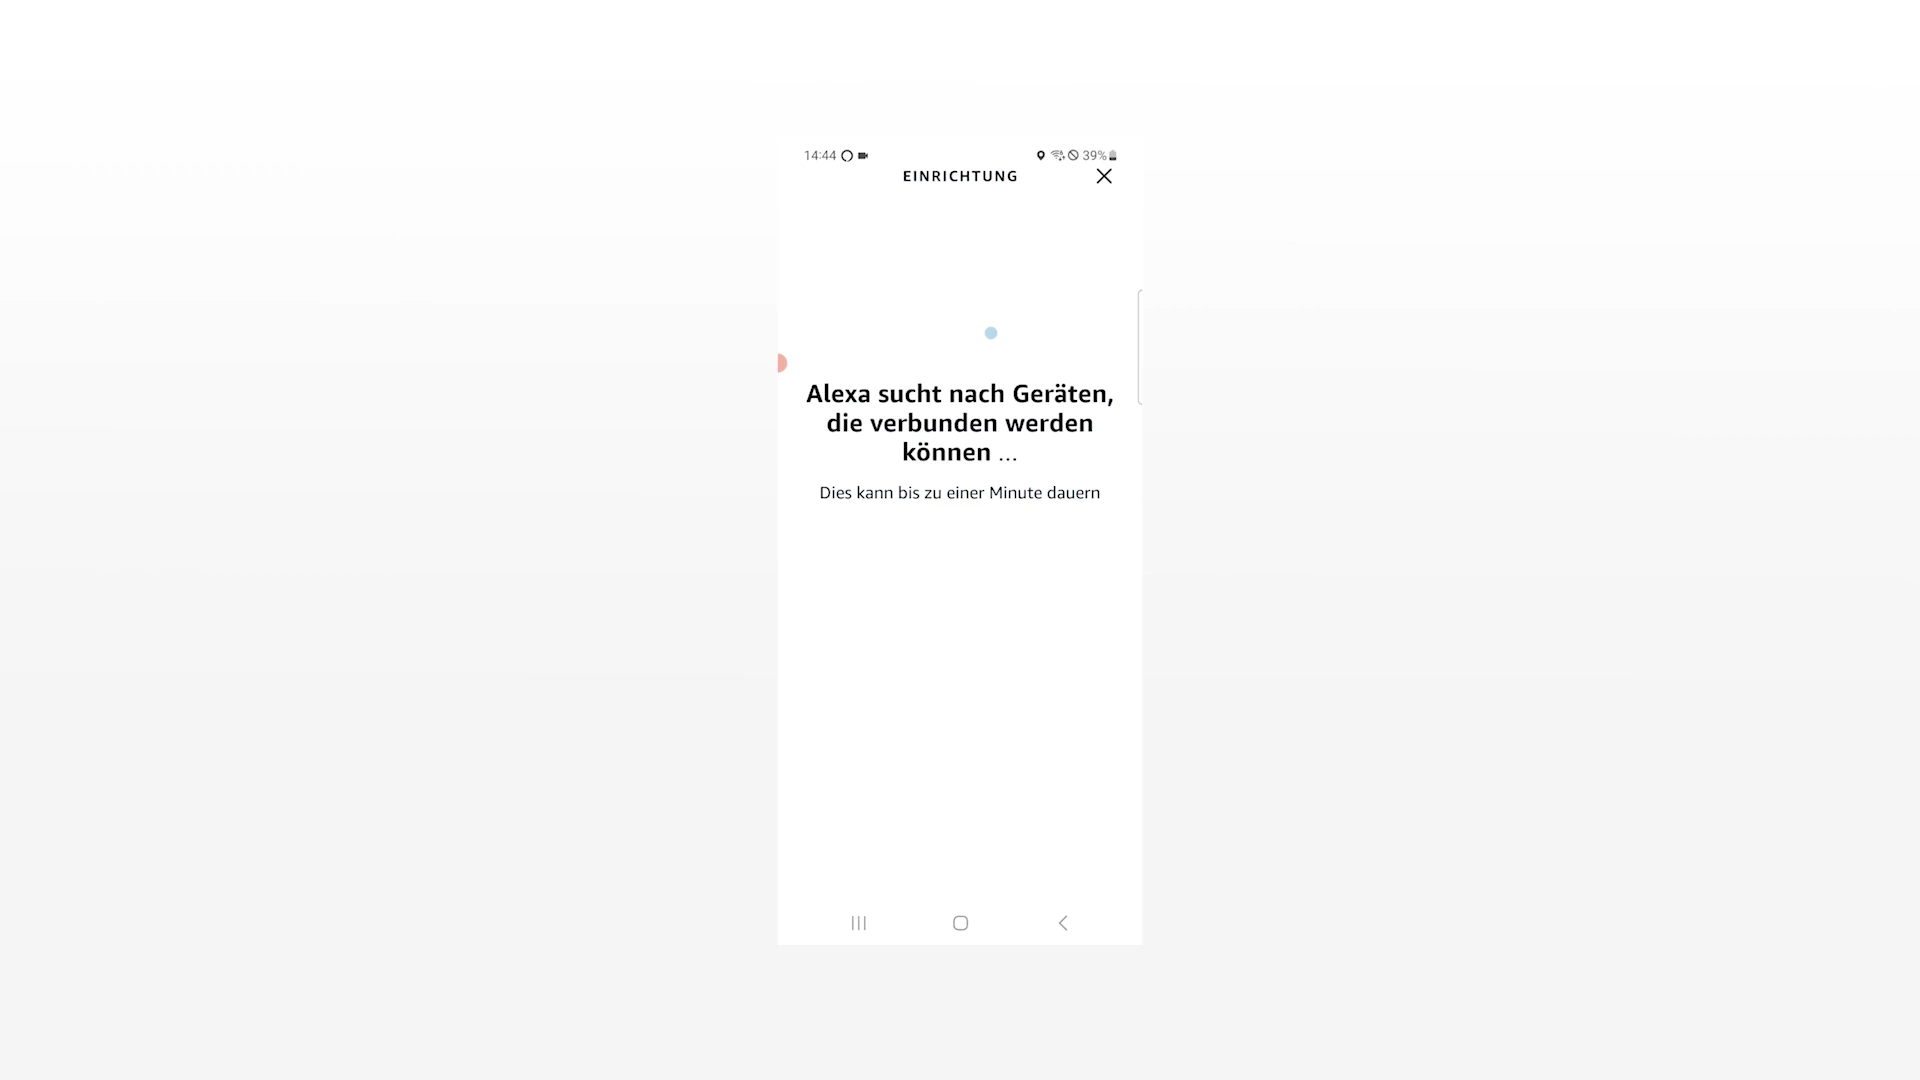 14:44 39%
EINRICHTUNG
Alexa sucht nach Geräten,
die verbunden werden
können ...
Dies kann bis zu einer Minute dauern